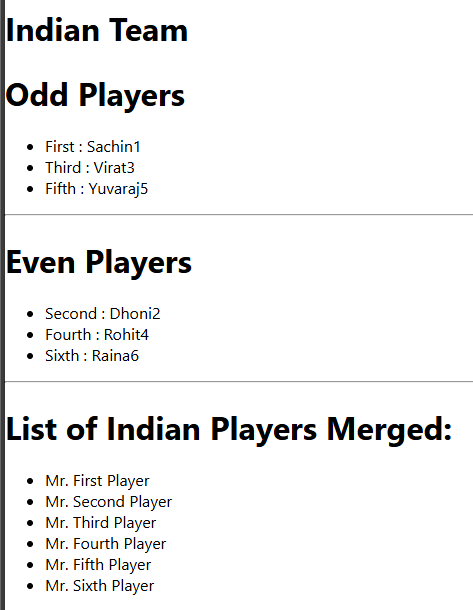 Indian Team
Odd Players
First : Sachin1
Third : Virat3
Fifth : Yuvaraj5
Even Players
Second : Dhoni2
Fourth : Rohit4
Sixth : Raina6
List of Indian Players Merged:
Mr. First Player
Mr. Second Player
Mr. Third Player
Mr. Fourth Player
Mr. Fifth Player
Mr. Sixth Player